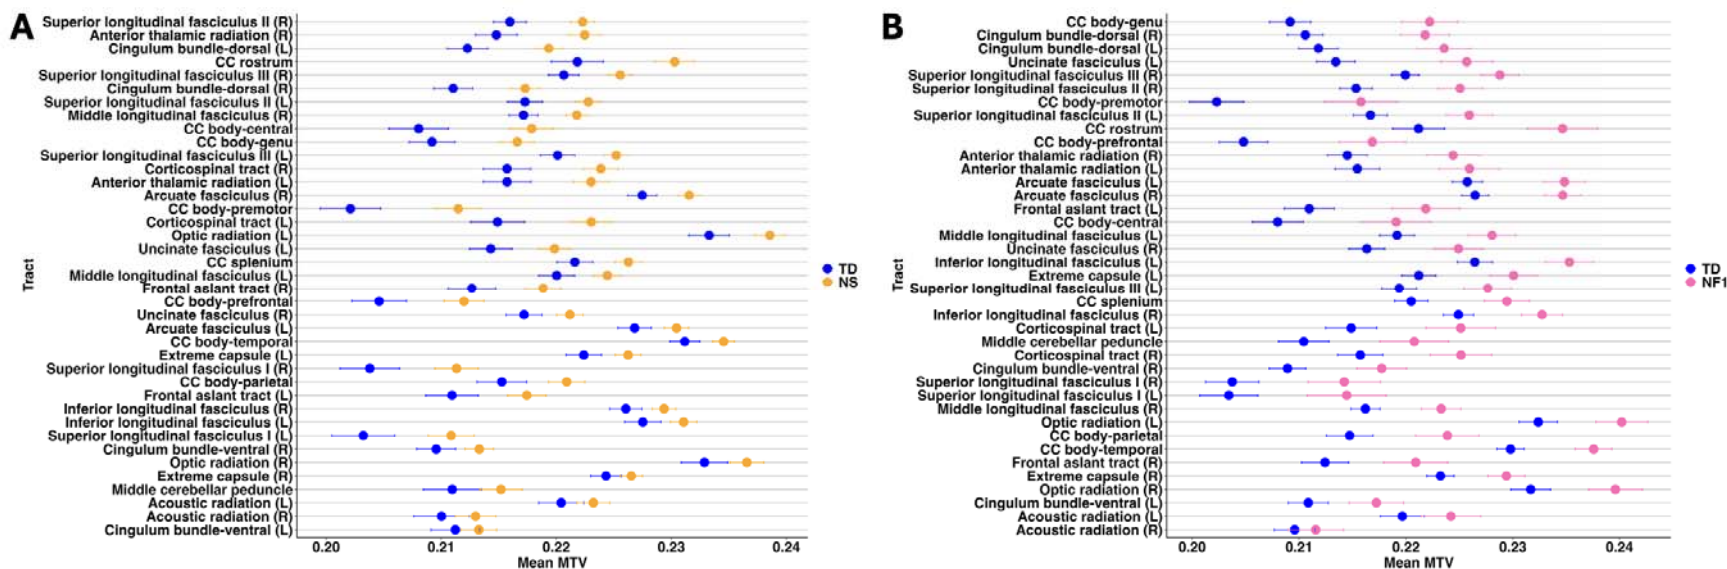 A
Superior longitudinal fasciculus II (R)
Anterior thalamic radiation (R)
Cingulum bundle-dorsal (L)
CC rostrum
Superior longitudinal fasciculus III (R)
Cingulum bundle-dorsal (R)
Superior longitudinal fasciculus II (L)
Middle longitudinal fasciculus (R)
CC body-central
CC body-genu
Superior longitudinal fasciculus III (L)
Corticospinal tract (R)
Anterior thalamic radiation (L)
Arcuate fasciculus (R)
CC body-premotor
Corticospinal tract (L)
Optic radiation (L)
Uncinate fasciculus (L)
CC splenium
Middle longitudinal fasciculus (L)
Frontal aslant tract (R)
CC body-prefrontal
Uncinate fasciculus (R)
Arcuate fasciculus (L)
CC body-temporal
Extreme capsule (L)
Superior longitudinal fasciculus I (R)
CC body-parietal
Frontal aslant tract (L)
Inferior longitudinal fasciculus (R)
Inferior longitudinal fasciculus (L)
Superior longitudinal fasciculus I (L)
Cingulum bundle-ventral (R)
Optic radiation (R)
Extreme capsule (R)
Middle cerebellar peduncle
Acoustic radiation (L)
Acoustic radiation (R)
Cingulum bundle-ventral (L)
Tract
0.20 0.21 0.22 0.23 0.24
Mean MTV
TD
NS
B
CC body-genu
Cingulum bundle-dorsal (R)
Cingulum bundle-dorsal (L)
Uncinate fasciculus (L)
Superior longitudinal fasciculus III (R)
Superior longitudinal fasciculus II (R)
CC body-premotor
Superior longitudinal fasciculus II (L)
CC rostrum
CC body-prefrontal
Anterior thalamic radiation (R)
Anterior thalamic radiation (L)
Arcuate fasciculus (L)
Arcuate fasciculus (R)
Frontal aslant tract (L)
CC body-central
Middle longitudinal fasciculus (L)
Uncinate fasciculus (R)
Inferior longitudinal fasciculus (L)
Extreme capsule (L)
Superior longitudinal fasciculus III (L)
CC splenium
Inferior longitudinal fasciculus (R)
Corticospinal tract (L)
Middle cerebellar peduncle
Corticospinal tract (R)
Cingulum bundle-ventral (R)
Superior longitudinal fasciculus I (R)
Superior longitudinal fasciculus I (L)
Middle longitudinal fasciculus (R)
Optic radiation (L)
CC body-parietal
CC body-temporal
Frontal aslant tract (R)
Extreme capsule (R)
Optic radiation (R)
Cingulum bundle-ventral (L)
Acoustic radiation (L)
Acoustic radiation (R)
Tract
0.20 0.21 0.22 0.23 0.24
Mean MTV
TD
NF1